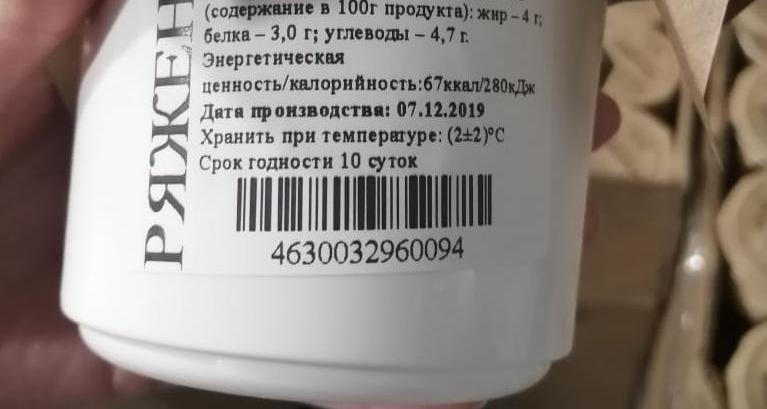 (содержание в 100г продукта): жир – 4 г;
белка – 3,0 г; углеводы – 4,7 г.
Энергетическая
ценность/калорийность:67ккал/280кДж
Дата производства: 07.12.2019
Хранить при температуре: (2±2)°С
Срок годности 10 суток
4630032960094
РЯЖЕН